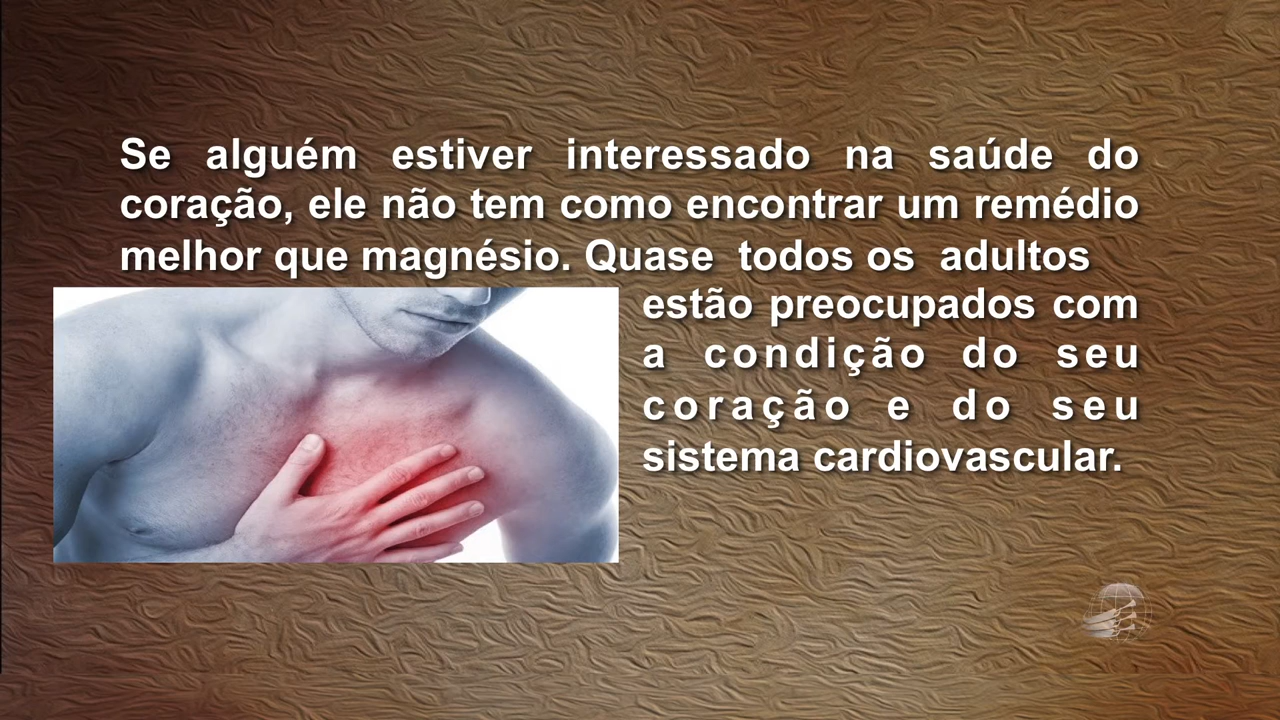 Se alguém estiver interessado na saúde do
coração, ele não tem como encontrar um remédio
melhor que magnésio. Quase todos os adultos
estão preocupados com
a condição do seu
coração e do seu
sistema cardiovascular.